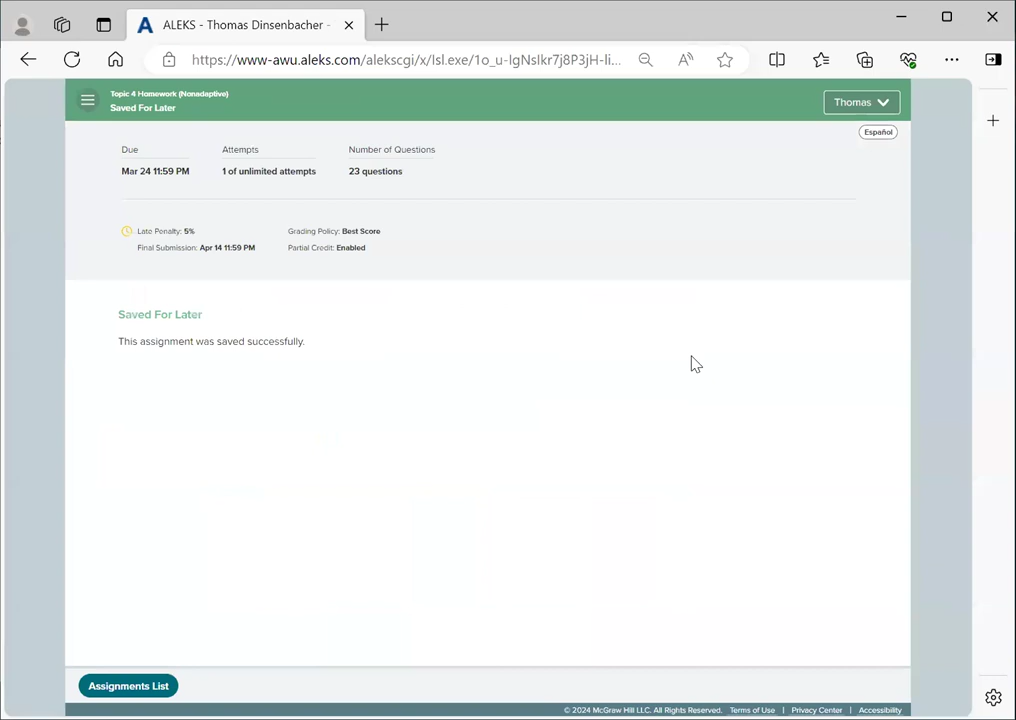 ALEKS - Thomas Dinsenbacher -
https://www-awu.aleks.com/alekscgi/x/Isl.exe/1o_u-IgNsIkr7j8P3jH-Ii...
Topic 4 Homework (Nonadaptive)
Saved For Later
Thomas
Español
Due
Attempts
Number of Questions
Mar 24 11:59 PM
1 of unlimited attempts
23 questions
Late Penalty: 5%
Grading Policy: Best Score
Final Submission: Apr 14 11:59 PM
Partial Credit: Enabled
Saved For Later
This assignment was saved successfully.
Assignments List
© 2024 McGraw Hill LLC. All Rights Reserved. Terms of Use | Privacy Center | Accessibility